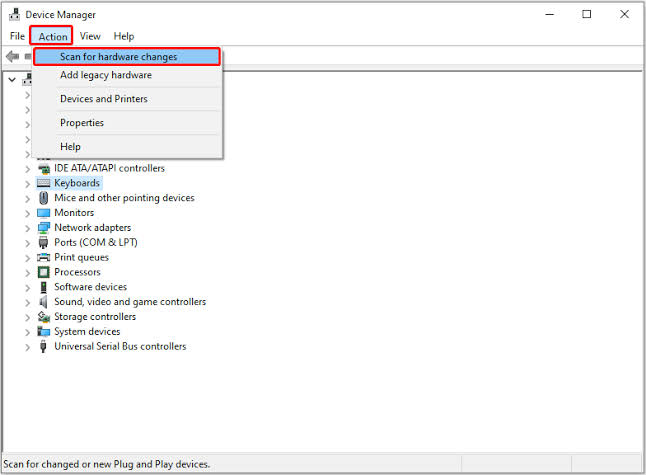 Device Manager
File Action View Help
Scan for hardware changes
Add legacy hardware
Devices and Printers
Properties
Help
IDE ATA/ATAPI controllers
Keyboards
Mice and other pointing devices
Monitors
Network adapters
Ports (COM & LPT)
Print queues
Processors
Software devices
Sound, video and game controllers
Storage controllers
System devices
Universal Serial Bus controllers
Scan for changed or new Plug and Play devices.